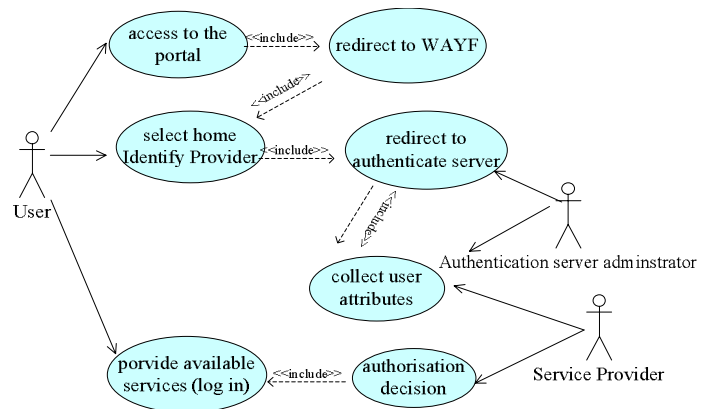 access to the
portal
<<include>>
redirect to WAYF
<<include>>
select home
Identify Provider
<<include>>
redirect to
authenticate server
User
<<include>>
Authentication server adminstrator
collect user
attributes
porvide available
services (log in)
<<include>>
authorisation
decision
Service Provider